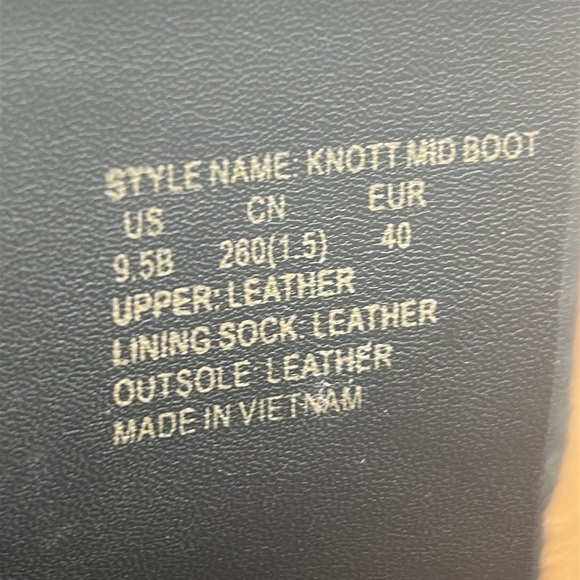 STYLE NAME: KNOTT MID BOOT
US CN EUR
9.5B 260(1.5) 40
UPPER: LEATHER
LINING SOCK: LEATHER
OUTSOLE LEATHER
MADE IN VIETNAM